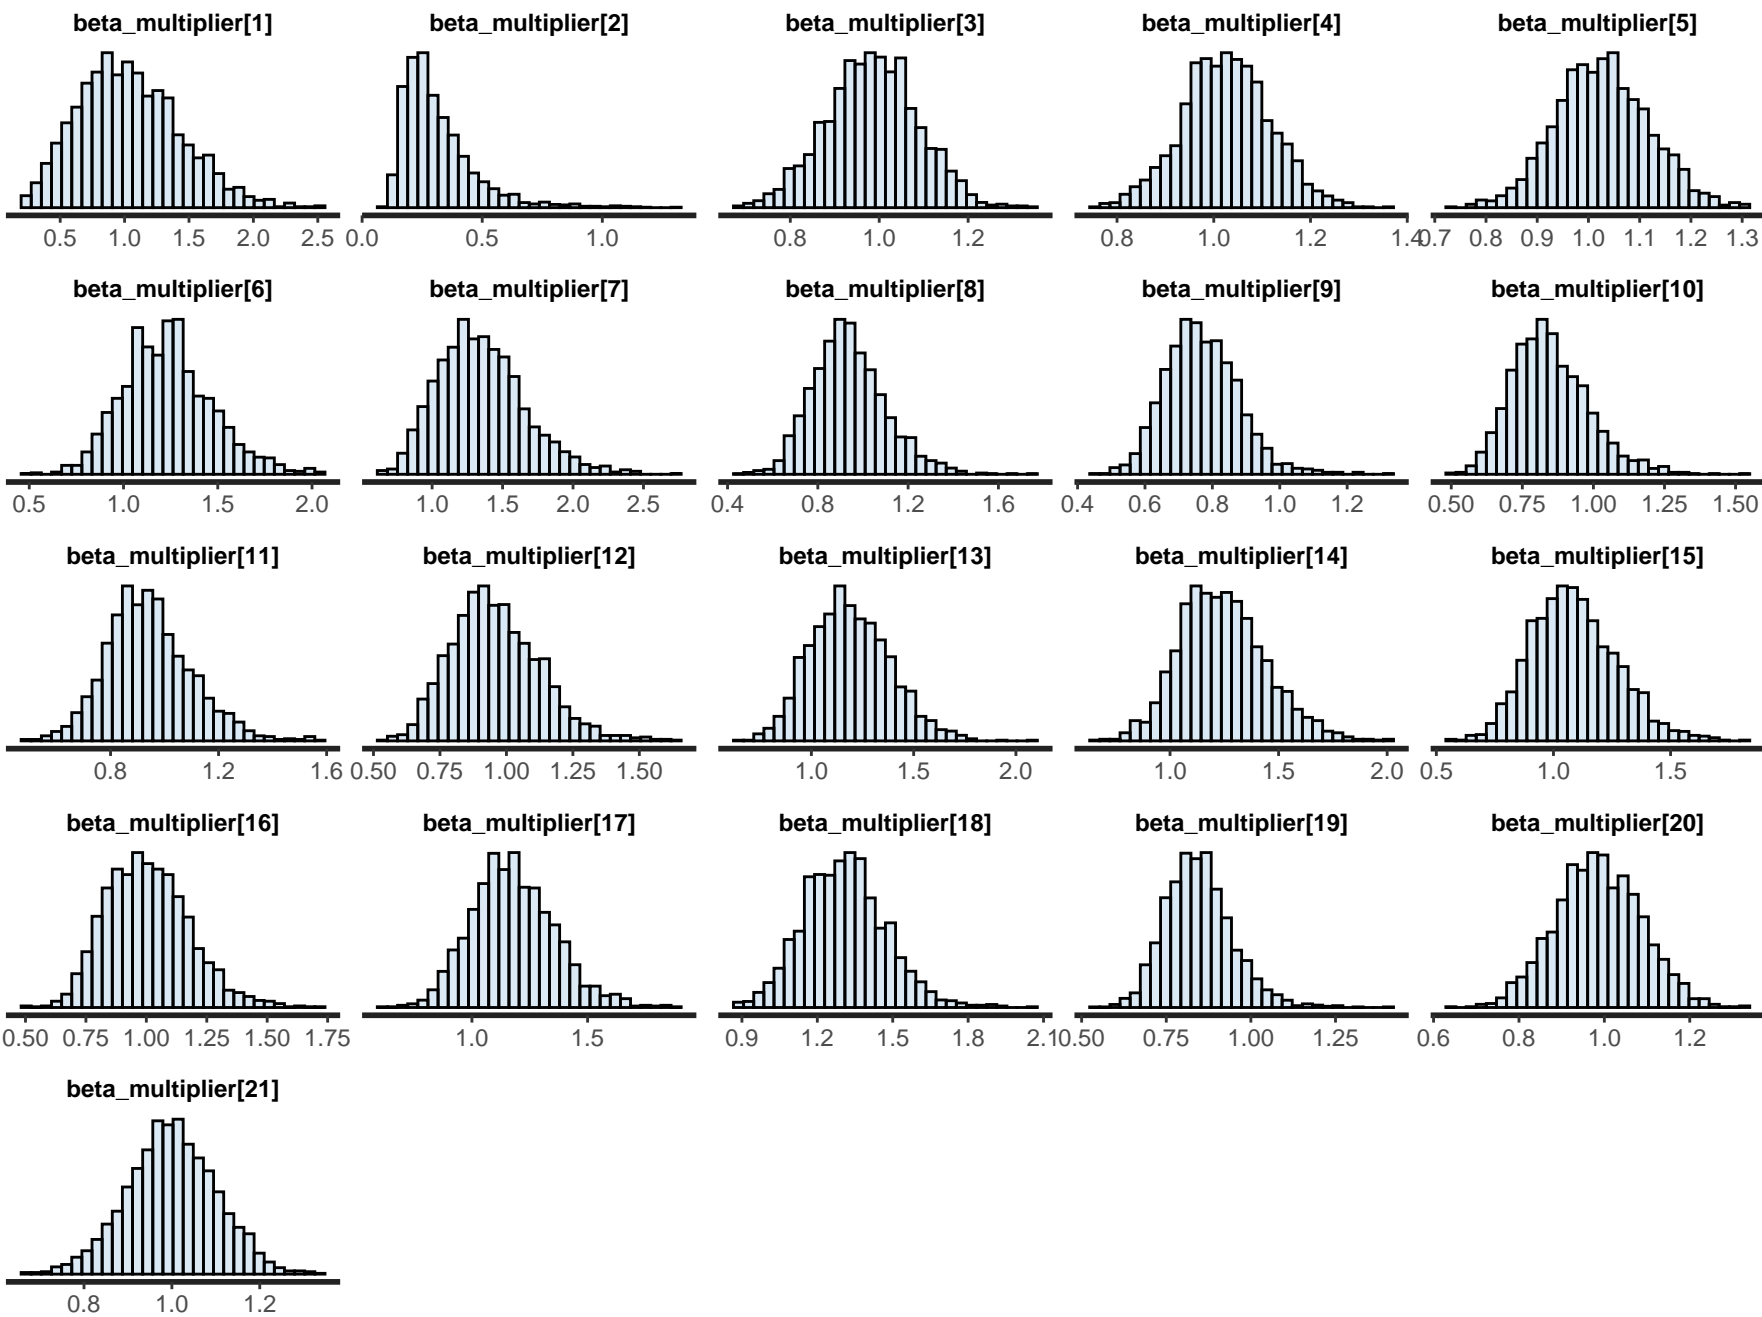 beta_multiplier[1] beta_multiplier[2] beta_multiplier[3] beta_multiplier[4] beta_multiplier[5]
0.5 1.0 1.5 2.0 2.5 0.0 0.5 1.0 0.8 1.0 1.2 0.8 1.0 1.2 1.4 0.7 0.8 0.9 1.0 1.1 1.2 1.3
beta_multiplier[6] beta_multiplier[7] beta_multiplier[8] beta_multiplier[9] beta_multiplier[10]
0.5 1.0 1.5 2.0 1.0 1.5 2.0 2.5 0.4 0.8 1.2 1.6 0.4 0.6 0.8 1.0 1.2 0.50 0.75 1.00 1.25 1.50
beta_multiplier[11] beta_multiplier[12] beta_multiplier[13] beta_multiplier[14] beta_multiplier[15]
0.8 1.2 1.6 0.50 0.75 1.00 1.25 1.50 1.0 1.5 2.0 1.0 1.5 2.0 0.5 1.0 1.5
beta_multiplier[16] beta_multiplier[17] beta_multiplier[18] beta_multiplier[19] beta_multiplier[20]
0.50 0.75 1.00 1.25 1.50 1.75 1.0 1.5 0.9 1.2 1.5 1.8 2.1 0.50 0.75 1.00 1.25 0.6 0.8 1.0 1.2
beta_multiplier[21]
0.8 1.0 1.2